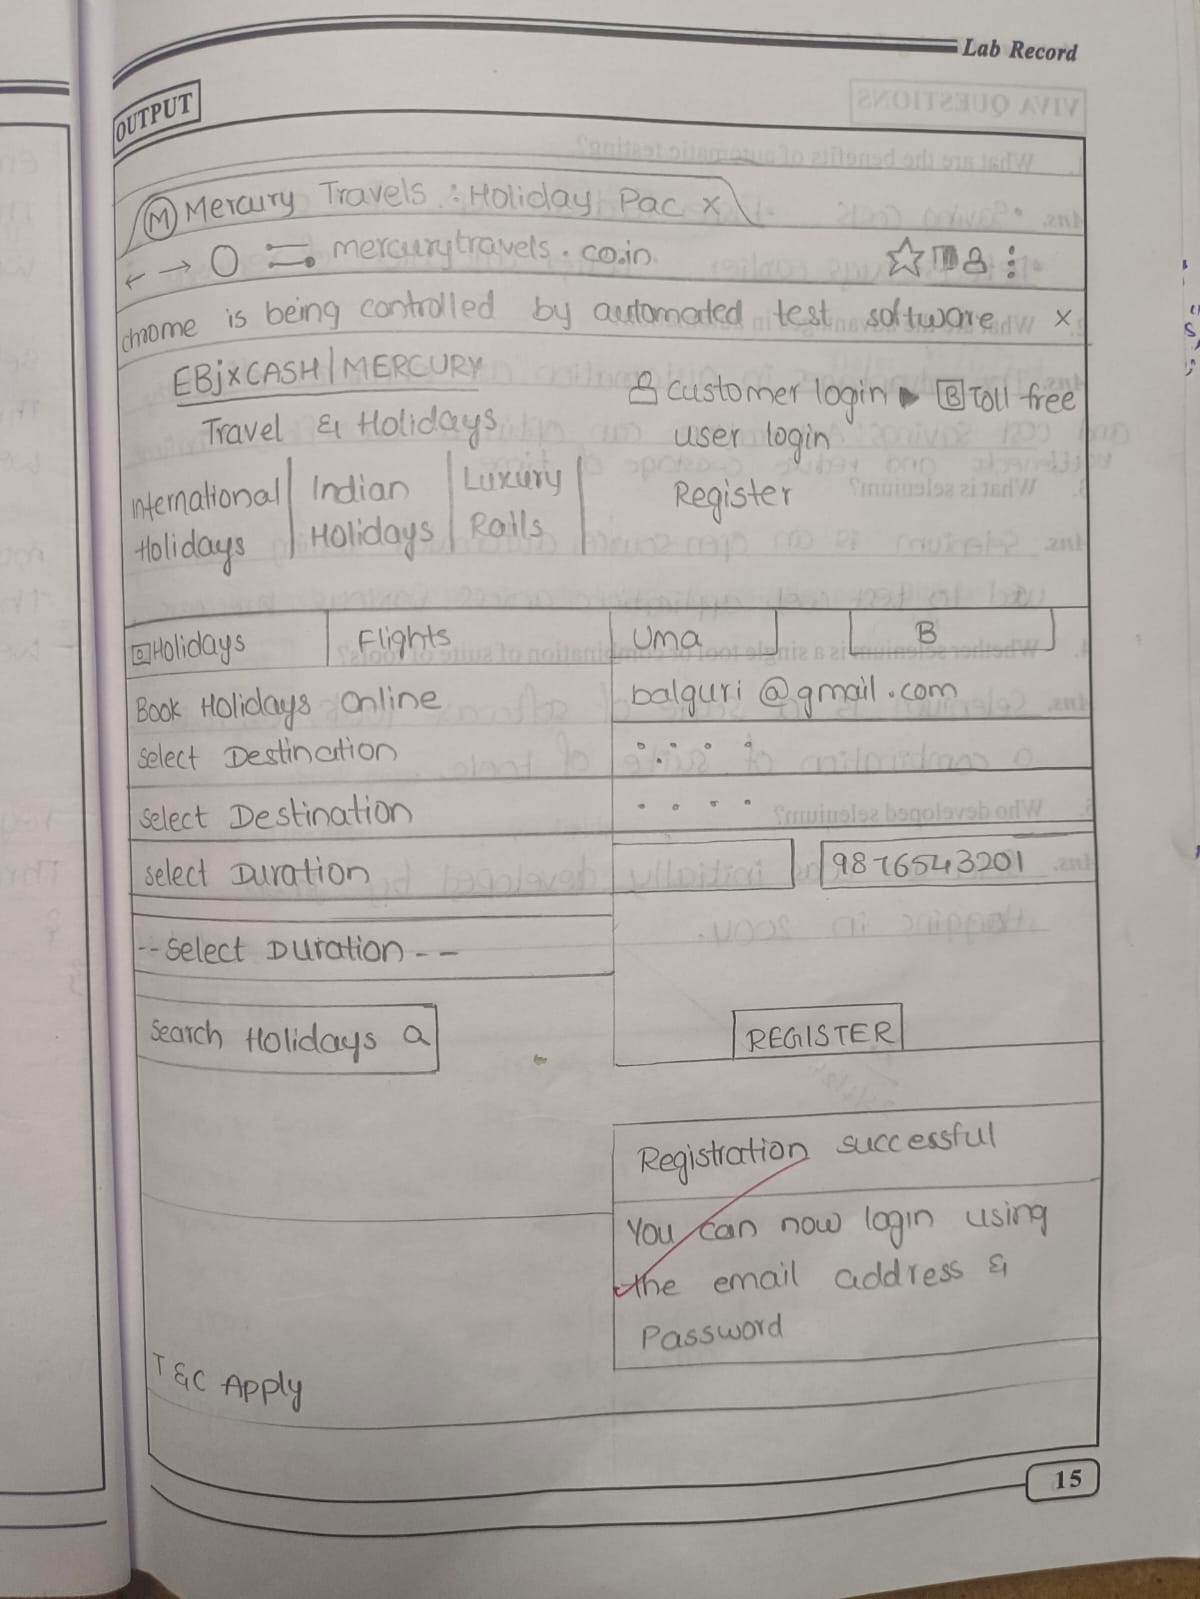 Lab Record
OUTPUT
M Mercury Travels : Holiday Pac x
mercurytravels.co.in
chrome is being controlled by automated test software x
EBjxCASH | MERCURY
Travel & Holidays
Customer login ▶ B Toll free
user login
Register
International Holidays | Indian Holidays | Luxury Rails
Holidays Flights Uma B
Book Holidays Online balguri@gmail.com
Select Destination
Select Destination
Select Duration 9876543201
-- Select Duration --
Search Holidays REGISTER
Registration successful
You can now login using
the email address &
Password
T&C Apply
15